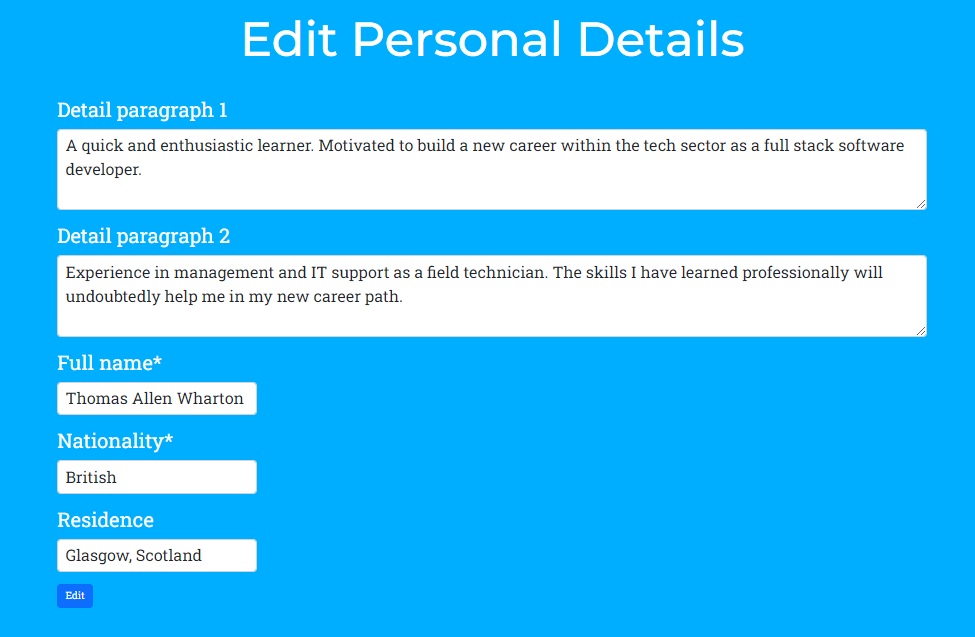 Edit Personal Details
Detail paragraph 1
A quick and enthusiastic learner. Motivated to build a new career within the tech sector as a full stack software
developer.
Detail paragraph 2
Experience in management and IT support as a field technician. The skills I have learned professionally will
undoubtedly help me in my new career path.
Full name*
Thomas Allen Wharton
Nationality*
British
Residence
Glasgow, Scotland
Edit